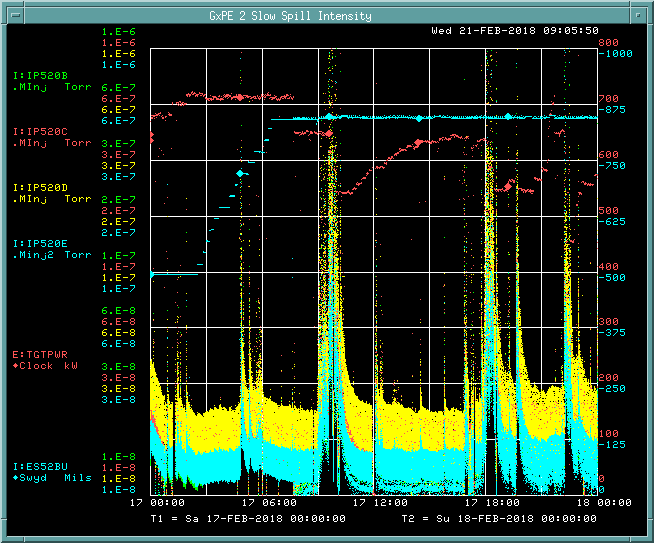 GxPE 2 Slow Spill Intensity
Wed 21-FEB-2018 09:05:50
1.E-6
1.E-6
1.E-6
1.E-6
I:IP520B
.MInj Torr
6.E-7
6.E-7
6.E-7
6.E-7
I:IP520C
.MInj Torr
3.E-7
3.E-7
3.E-7
3.E-7
I:IP520D
.MInj Torr
2.E-7
2.E-7
2.E-7
2.E-7
I:IP520E
.Minj2 Torr
1.E-7
1.E-7
1.E-7
1.E-7
6.E-8
6.E-8
6.E-8
6.E-8
E:TGTPWR
Clock kW
3.E-8
3.E-8
3.E-8
3.E-8
I:ES52BU
Swyd Mils
1.E-8
1.E-8
1.E-8
1.E-8
800
-1000
-875
600
-750
500
-625
400
-500
300
-375
200
-250
100
-125
0
0
17 00:00
17 06:00
17 12:00
17 18:00
18 00:00
T1 = Sa 17-FEB-2018 00:00:00
T2 = Su 18-FEB-2018 00:00:00